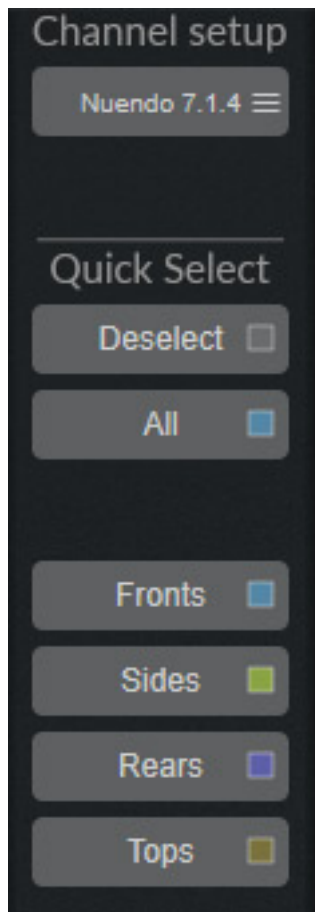 Channel setup
Nuendo 7.1.4
Quick Select
Deselect
All
Fronts
Sides
Rears
Tops